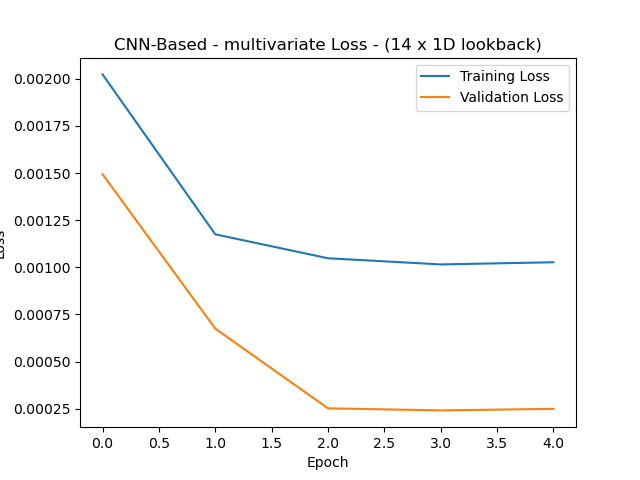 CNN-Based - multivariate Loss - (14 x 1D lookback)
Training Loss
Validation Loss
0.00200
0.00175
0.00150
0.00125
0.00100
0.00075
0.00050
0.00025
Loss
0.0 0.5 1.0 1.5 2.0 2.5 3.0 3.5 4.0
Epoch